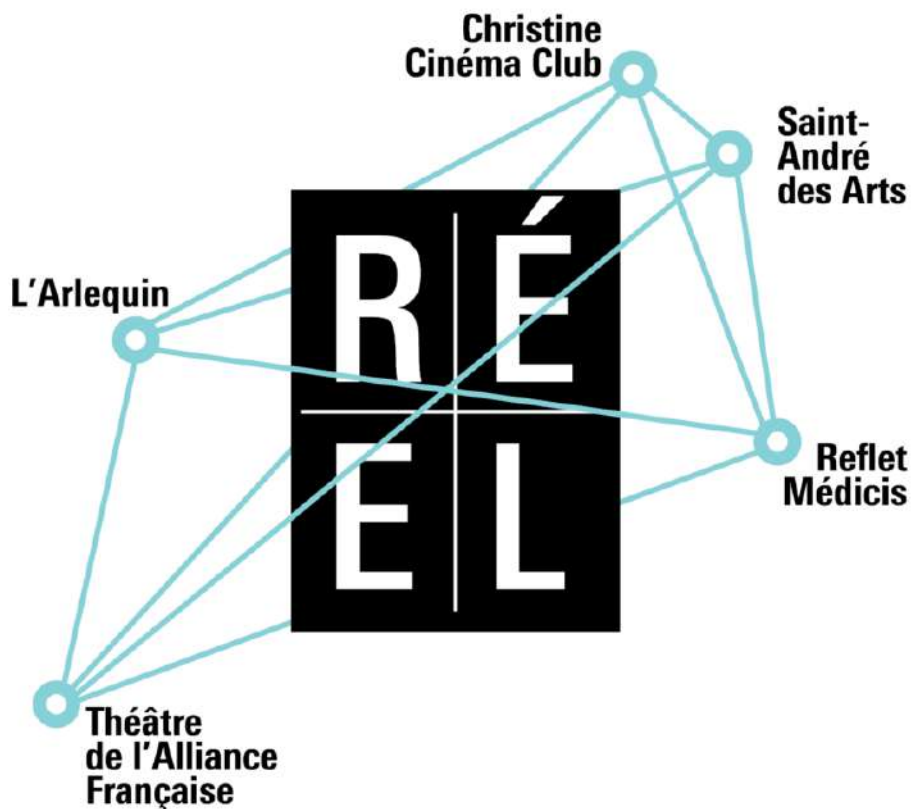 Christine
Cinéma Club
Saint-
André
des Arts
L'Arlequin
RÉ
EL
Reflet
Médicis
Théâtre
de l'Alliance
Française